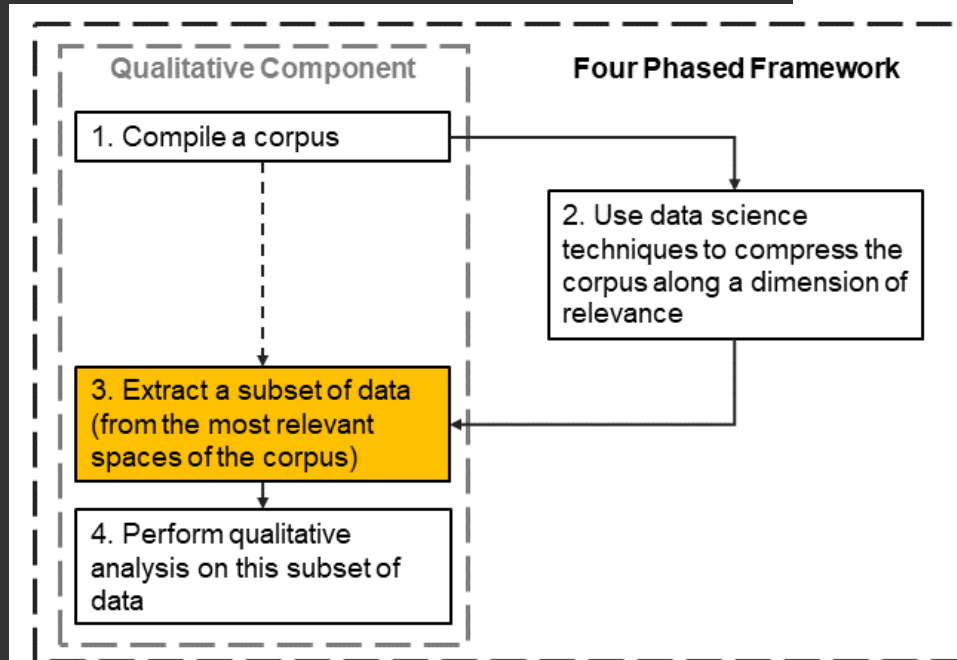 Qualitative Component
Four Phased Framework
1. Compile a corpus
2. Use data science
techniques to compress the
corpus along a dimension of
relevance
3. Extract a subset of data
(from the most relevant
spaces of the corpus)
4. Perform qualitative
analysis on this subset of
data